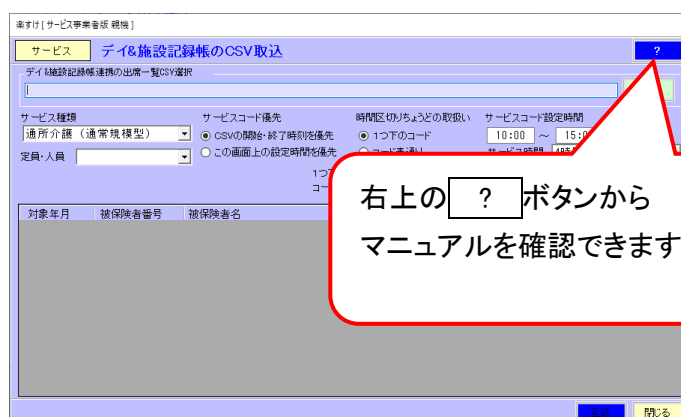 楽すけ [ サービス事業者版 親機 ]
サービス デイ&施設記録帳のCSV取込 ?
デイ&施設記録帳連携の出席一覧CSV選択
サービス種類 サービスコード優先 時間区切りちょうどの取扱い サービスコード設定時間
通所介護 (通常規模型) CSVの開始・終了時刻を優先 1つ下のコード 10:00 ～ 15:0
定員・人員 この画面上の設定時間を優先
1つ下
コー
右上の ? ボタンから
マニュアルを確認できます
対象年月 被保険者番号 被保険者名
登録 閉じる